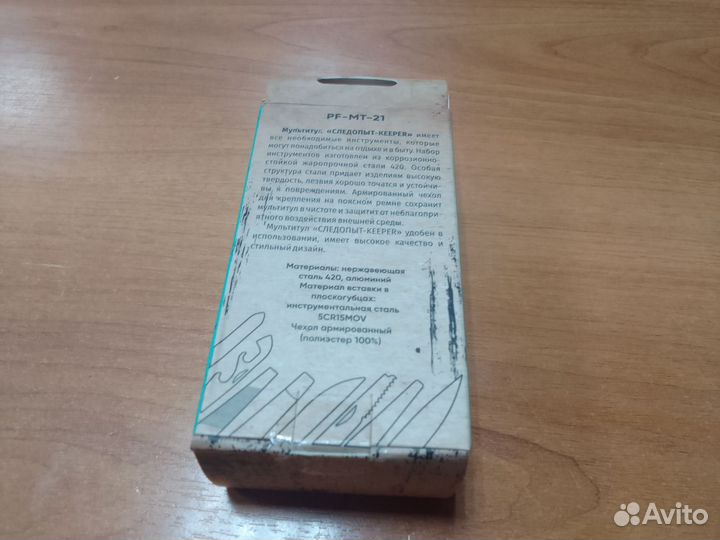 PF-MT-21
Мультитул «СЛЕДОПЫТ-KEEPER» имеет
все необходимые инструменты, которые
могут понадобиться на отдыхе и в быту. Набор
инструментов изготовлен из коррозионно-
стойкой жаропрочной стали 420. Особая
структура стали придает изделиям высокую
твердость, лезвия хорошо точатся и устойчи-
вы к повреждениям. Армированный чехол
для крепления на поясном ремне сохранит
мультитул в чистоте и защитит от неблагопри-
ятного воздействия внешней среды.
Мультитул «СЛЕДОПЫТ-KEEPER» удобен в
использовании, имеет высокое качество и
стильный дизайн.
Материалы: нержавеющая
сталь 420, алюминий
Материал вставки в
плоскогубцах:
инструментальная сталь
5CR15MOV
Чехол армированный
(полиэстер 100%)
Avito